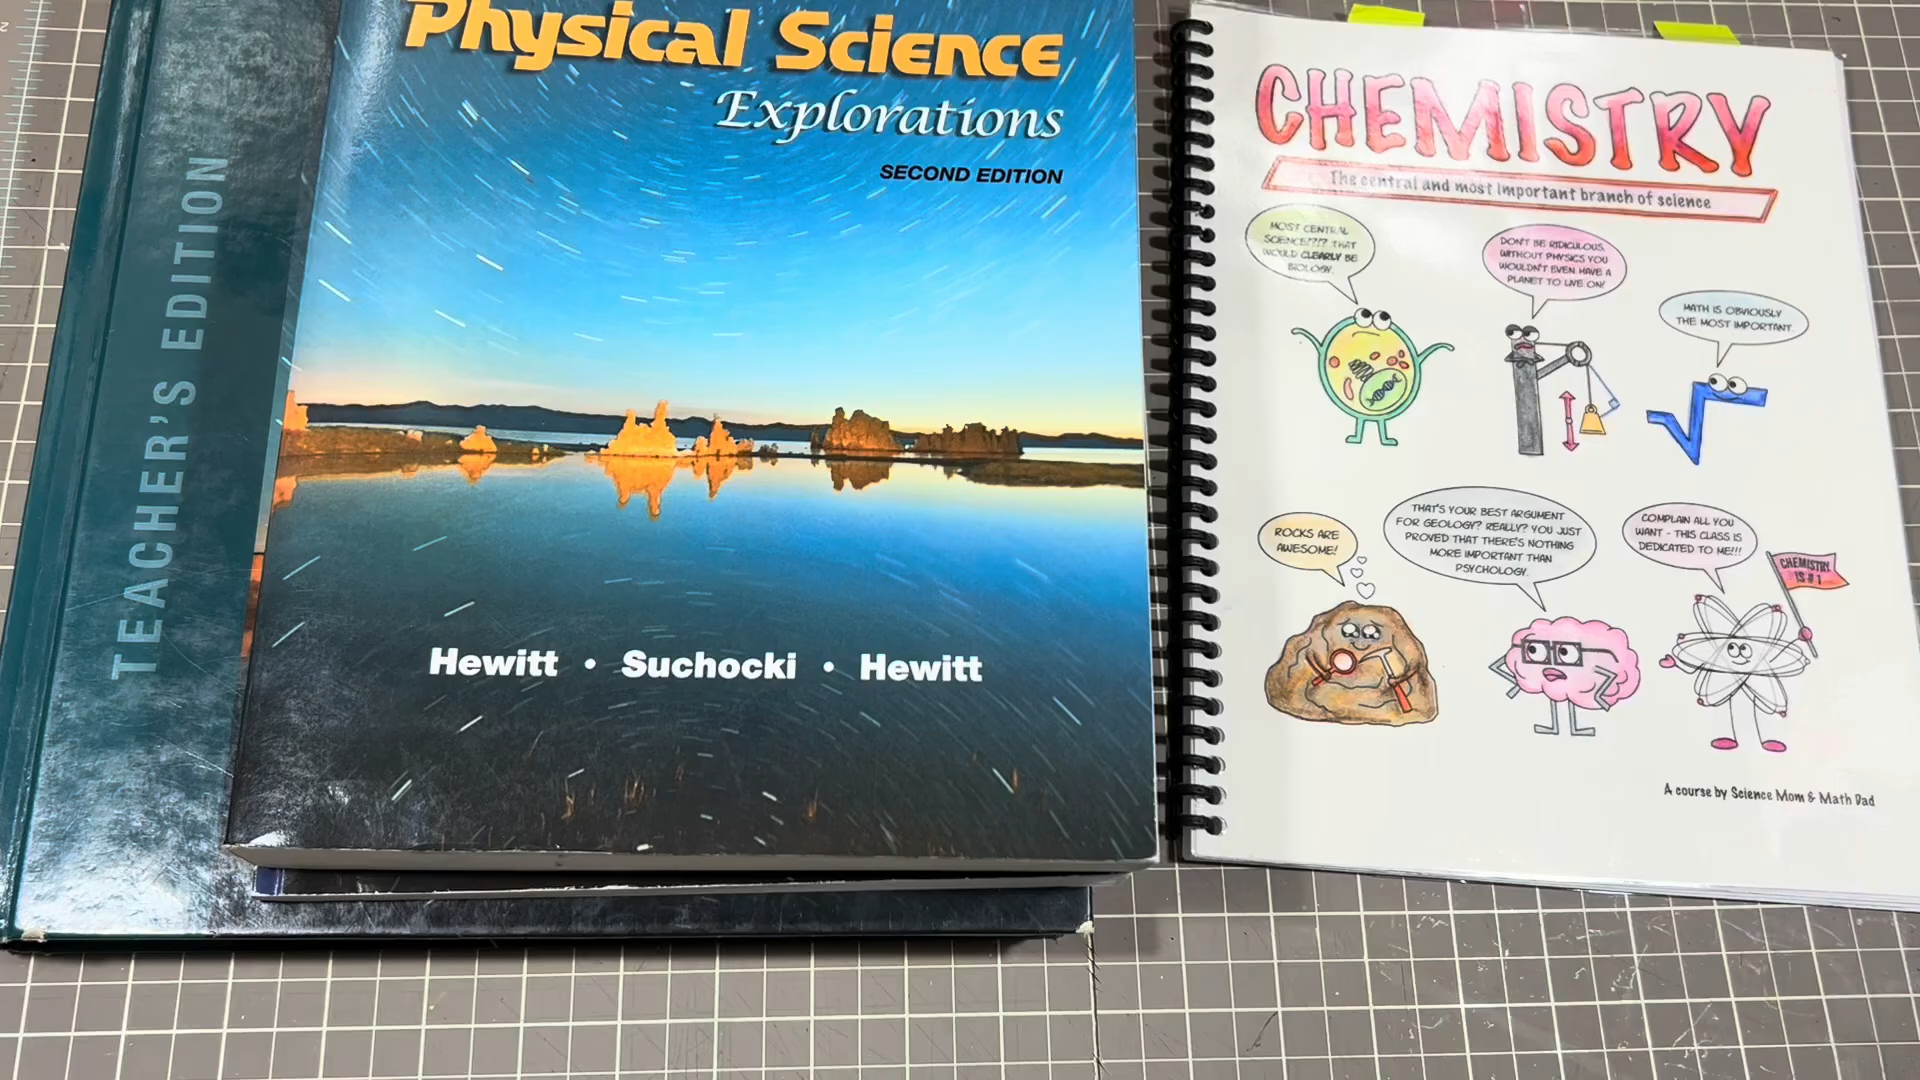 TEACHER'S EDITION
Physical Science
Explorations
SECOND EDITION
Hewitt • Suchocki • Hewitt
CHEMISTRY
The central and most important branch of science
MOST CENTRAL
SCIENCE!?!? THAT
WOULD CLEARLY BE
BIOLOGY.
DON'T BE RIDICULOUS.
WITHOUT PHYSICS YOU
WOULDN'T EVEN HAVE A
PLANET TO LIVE ON!
MATH IS OBVIOUSLY
THE MOST IMPORTANT.
ROCKS ARE
AWESOME!
THAT'S YOUR BEST ARGUMENT
FOR GEOLOGY? REALLY? YOU JUST
PROVED THAT THERE'S NOTHING
MORE IMPORTANT THAN
PSYCHOLOGY.
COMPLAIN ALL YOU
WANT - THIS CLASS IS
DEDICATED TO ME!!!
CHEMISTRY
IS #1
A course by Science Mom & Math Dad